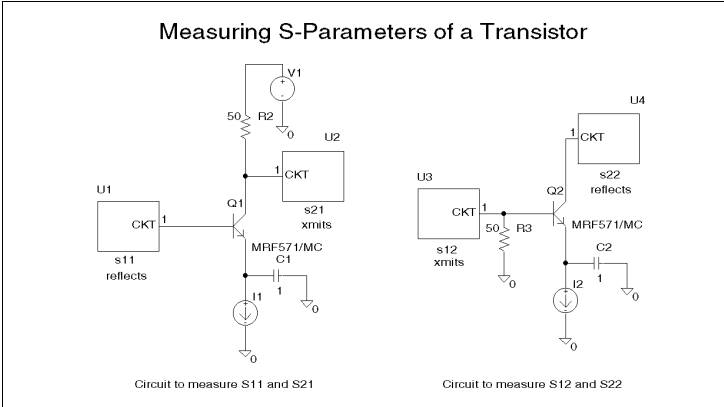 Measuring S-Parameters of a Transistor
V1
+
-
50 R2
0
U2
1 CKT
s21
xmits
U1
CKT 1
s11
reflects
Q1
MRF571/MC
C1
1
0
I1
+
-
0
Circuit to measure S11 and S21
U4
1 CKT
s22
reflects
U3
CKT 1
s12
xmits
50 R3
0
Q2
MRF571/MC
C2
1
0
I2
+
-
0
Circuit to measure S12 and S22